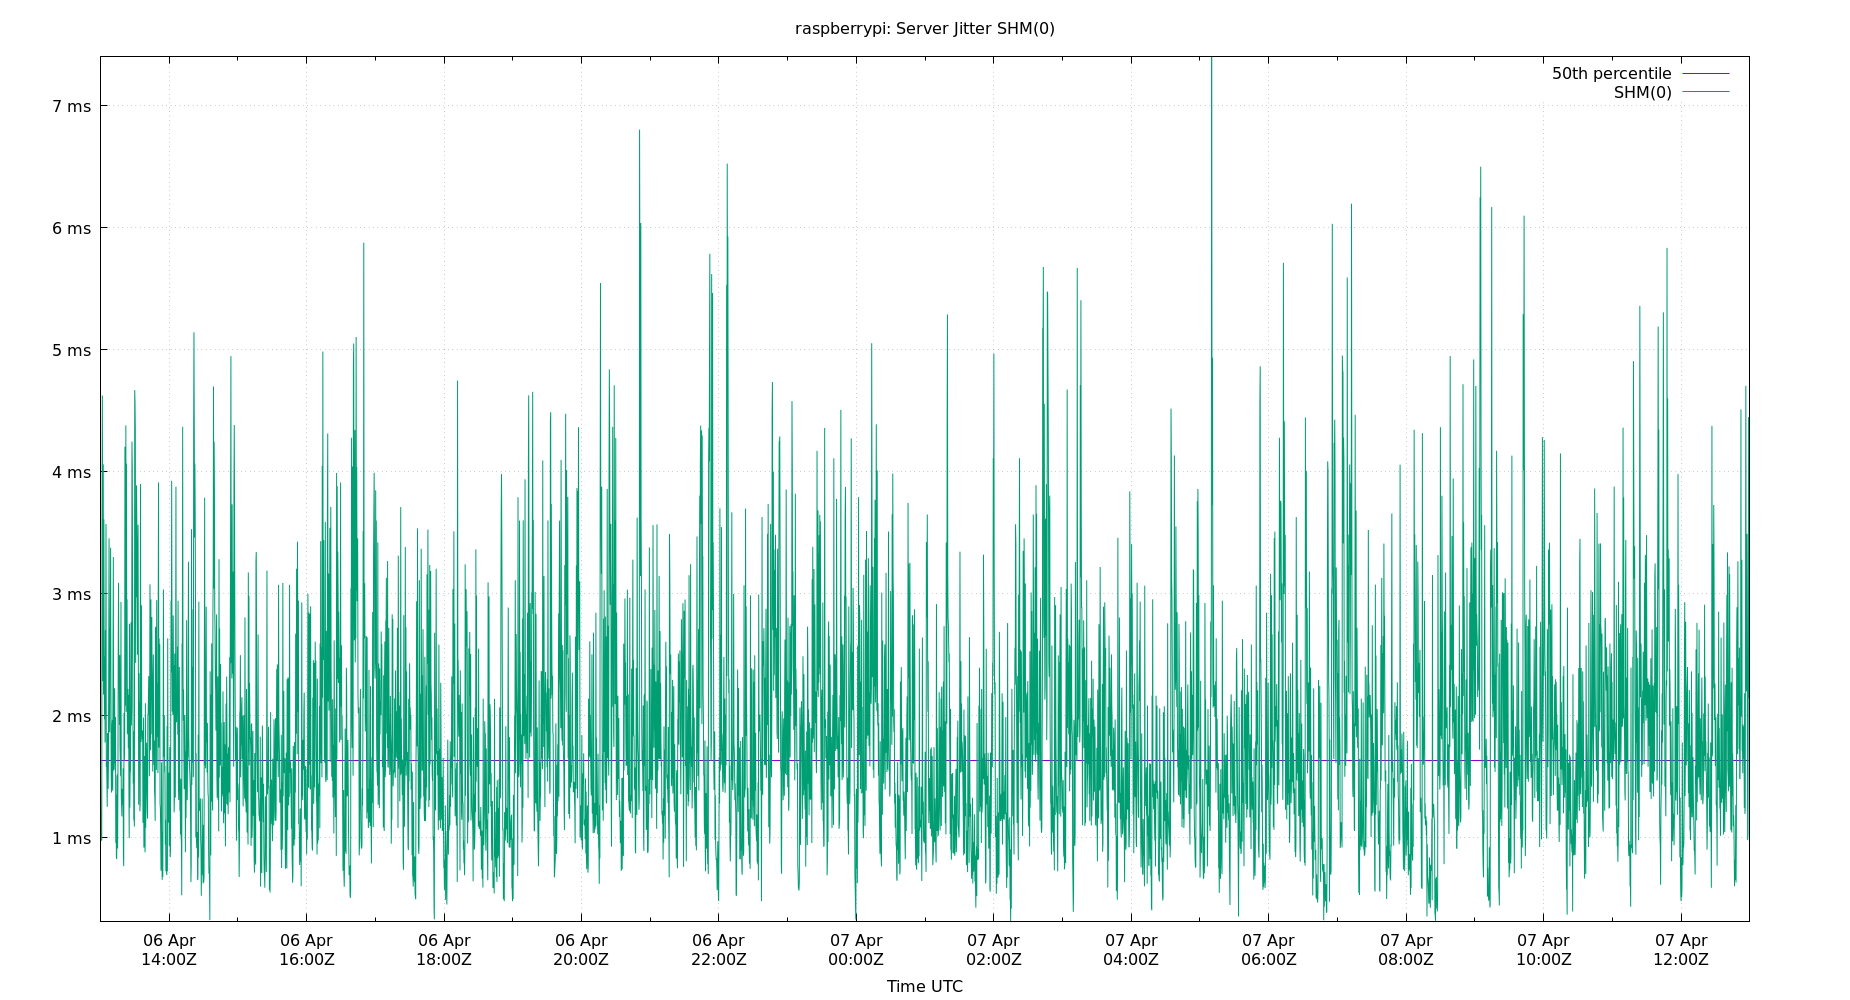 raspberrypi: Server Jitter SHM(0)
50th percentile
SHM(0)
7 ms
6 ms
5 ms
4 ms
3 ms
2 ms
1 ms
06 Apr 06 Apr 06 Apr 06 Apr 06 Apr 07 Apr 07 Apr 07 Apr 07 Apr 07 Apr 07 Apr 07 Apr
14:00Z 16:00Z 18:00Z 20:00Z 22:00Z 00:00Z 02:00Z 04:00Z 06:00Z 08:00Z 10:00Z 12:00Z
Time UTC